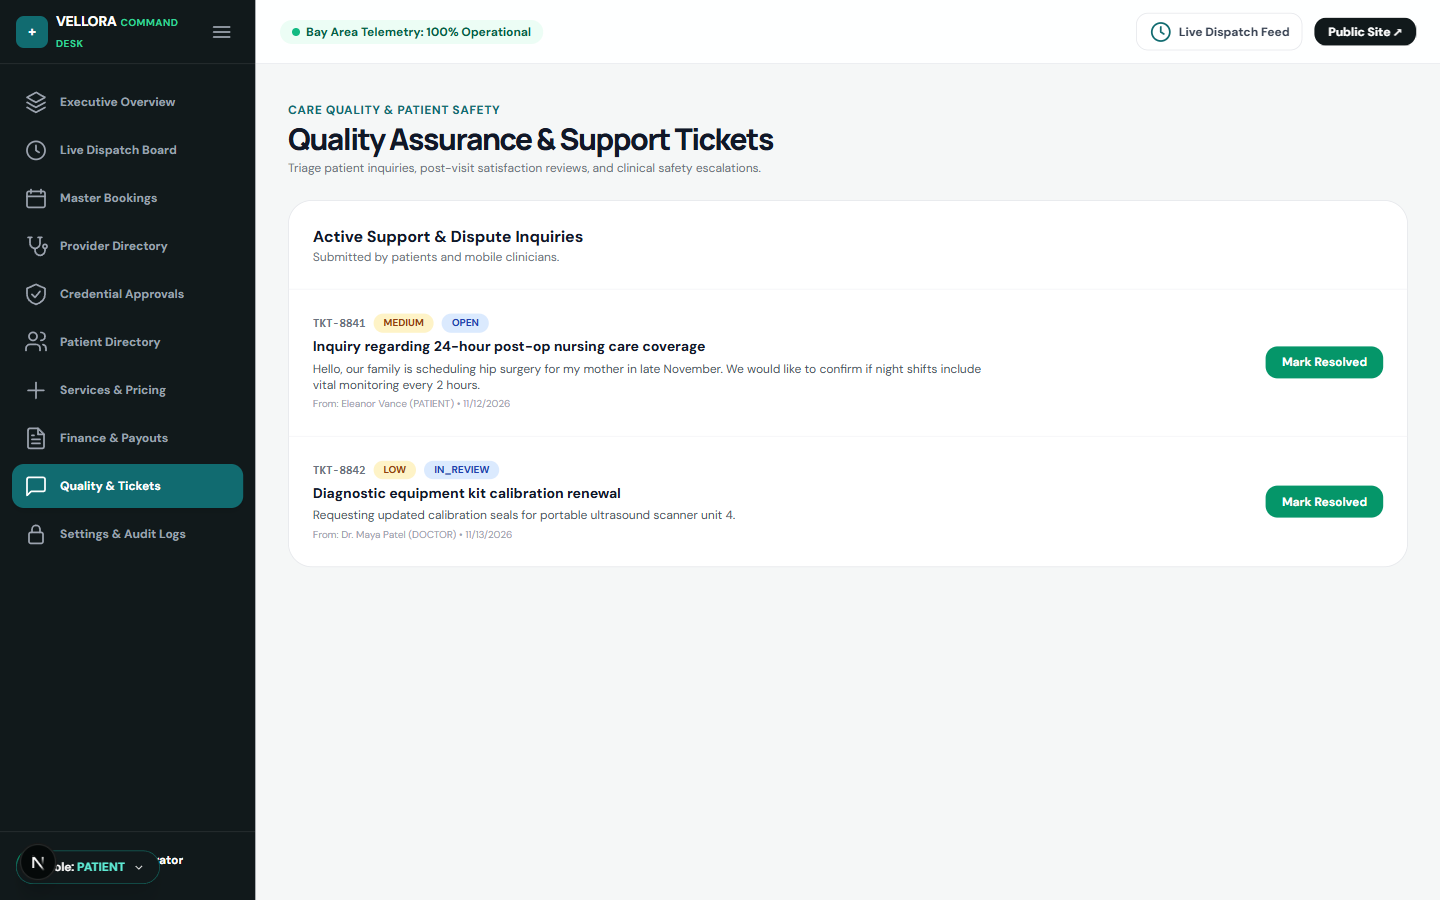 VELLORA COMMAND
DESK
Executive Overview
Live Dispatch Board
Master Bookings
Provider Directory
Credential Approvals
Patient Directory
Services & Pricing
Finance & Payouts
Quality & Tickets
Settings & Audit Logs
N
ole: PATIENT
rator
Bay Area Telemetry: 100% Operational
Live Dispatch Feed
Public Site ↗
CARE QUALITY & PATIENT SAFETY
Quality Assurance & Support Tickets
Triage patient inquiries, post-visit satisfaction reviews, and clinical safety escalations.
Active Support & Dispute Inquiries
Submitted by patients and mobile clinicians.
TKT-8841 MEDIUM OPEN
Inquiry regarding 24-hour post-op nursing care coverage
Hello, our family is scheduling hip surgery for my mother in late November. We would like to confirm if night shifts include
vital monitoring every 2 hours.
From: Eleanor Vance (PATIENT) • 11/12/2026
Mark Resolved
TKT-8842 LOW IN_REVIEW
Diagnostic equipment kit calibration renewal
Requesting updated calibration seals for portable ultrasound scanner unit 4.
From: Dr. Maya Patel (DOCTOR) • 11/13/2026
Mark Resolved